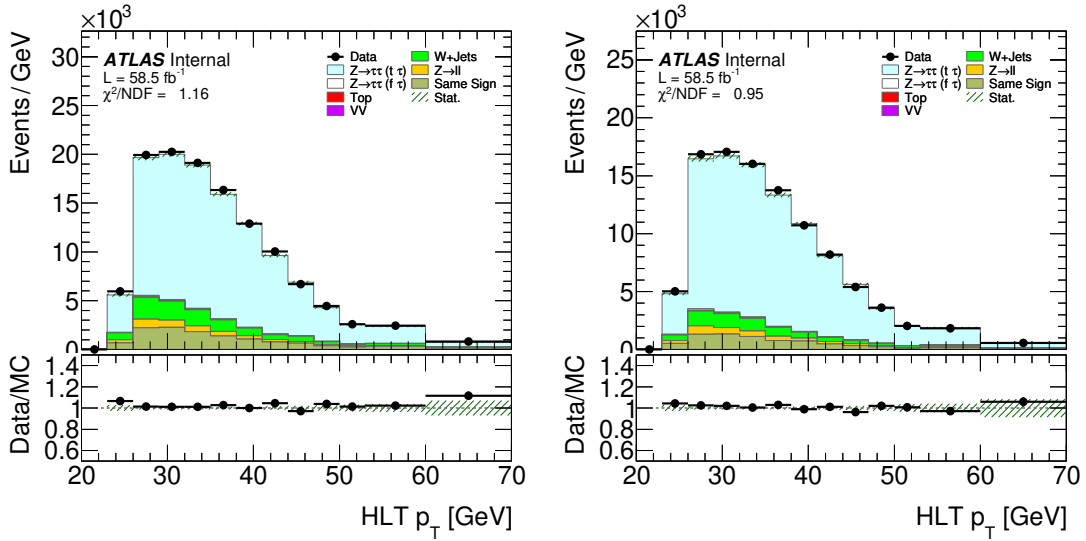 ×10³
Events / GeV
30
25
20
15
10
5
0
ATLAS Internal
L = 58.5 fb⁻¹
χ²/NDF = 1.16
Data
Z→ττ (t τ)
Z→ττ (f τ)
Top
VV
W+Jets
Z→ll
Same Sign
Stat.
Data/MC
1.4
1.2
1
0.8
0.6
20 30 40 50 60 70
HLT p_T [GeV]
×10³
Events / GeV
25
20
15
10
5
0
ATLAS Internal
L = 58.5 fb⁻¹
χ²/NDF = 0.95
Data
Z→ττ (t τ)
Z→ττ (f τ)
Top
VV
W+Jets
Z→ll
Same Sign
Stat.
Data/MC
1.4
1.2
1
0.8
0.6
20 30 40 50 60 70
HLT p_T [GeV]